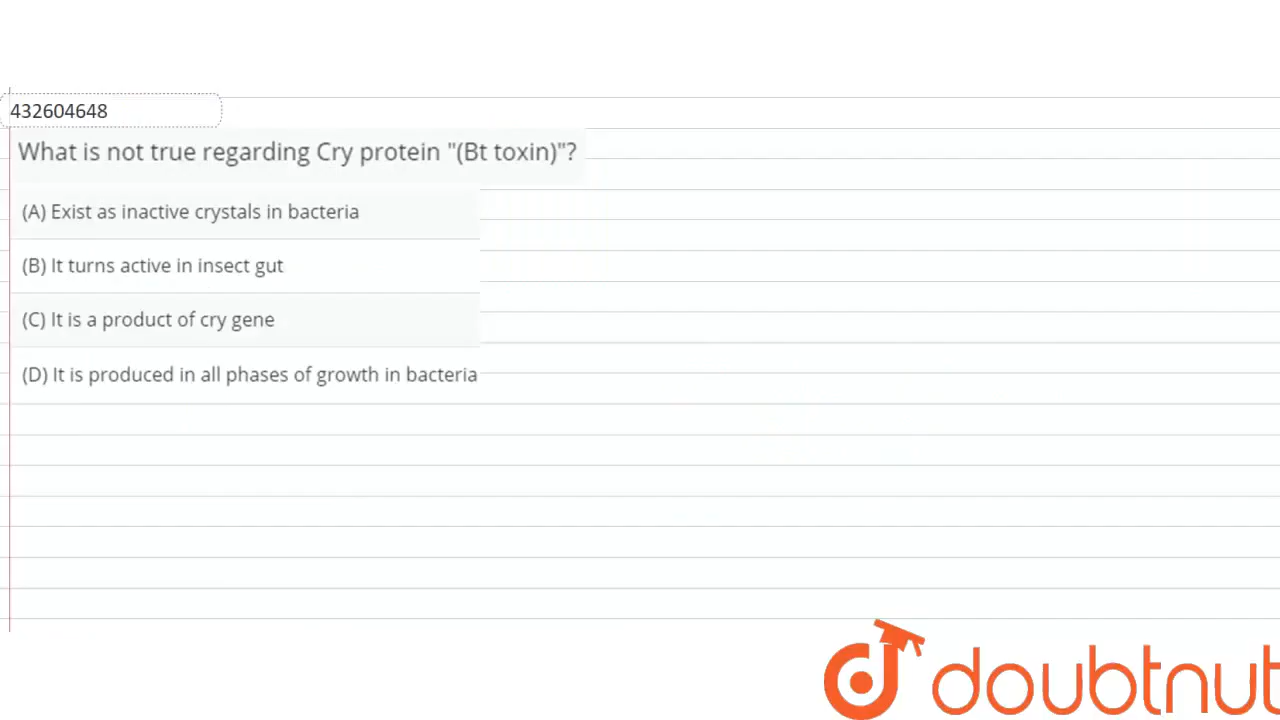 432604648
What is not true regarding Cry protein "(Bt toxin)"?
(A) Exist as inactive crystals in bacteria
(B) It turns active in insect gut
(C) It is a product of cry gene
(D) It is produced in all phases of growth in bacteria
doubtnut